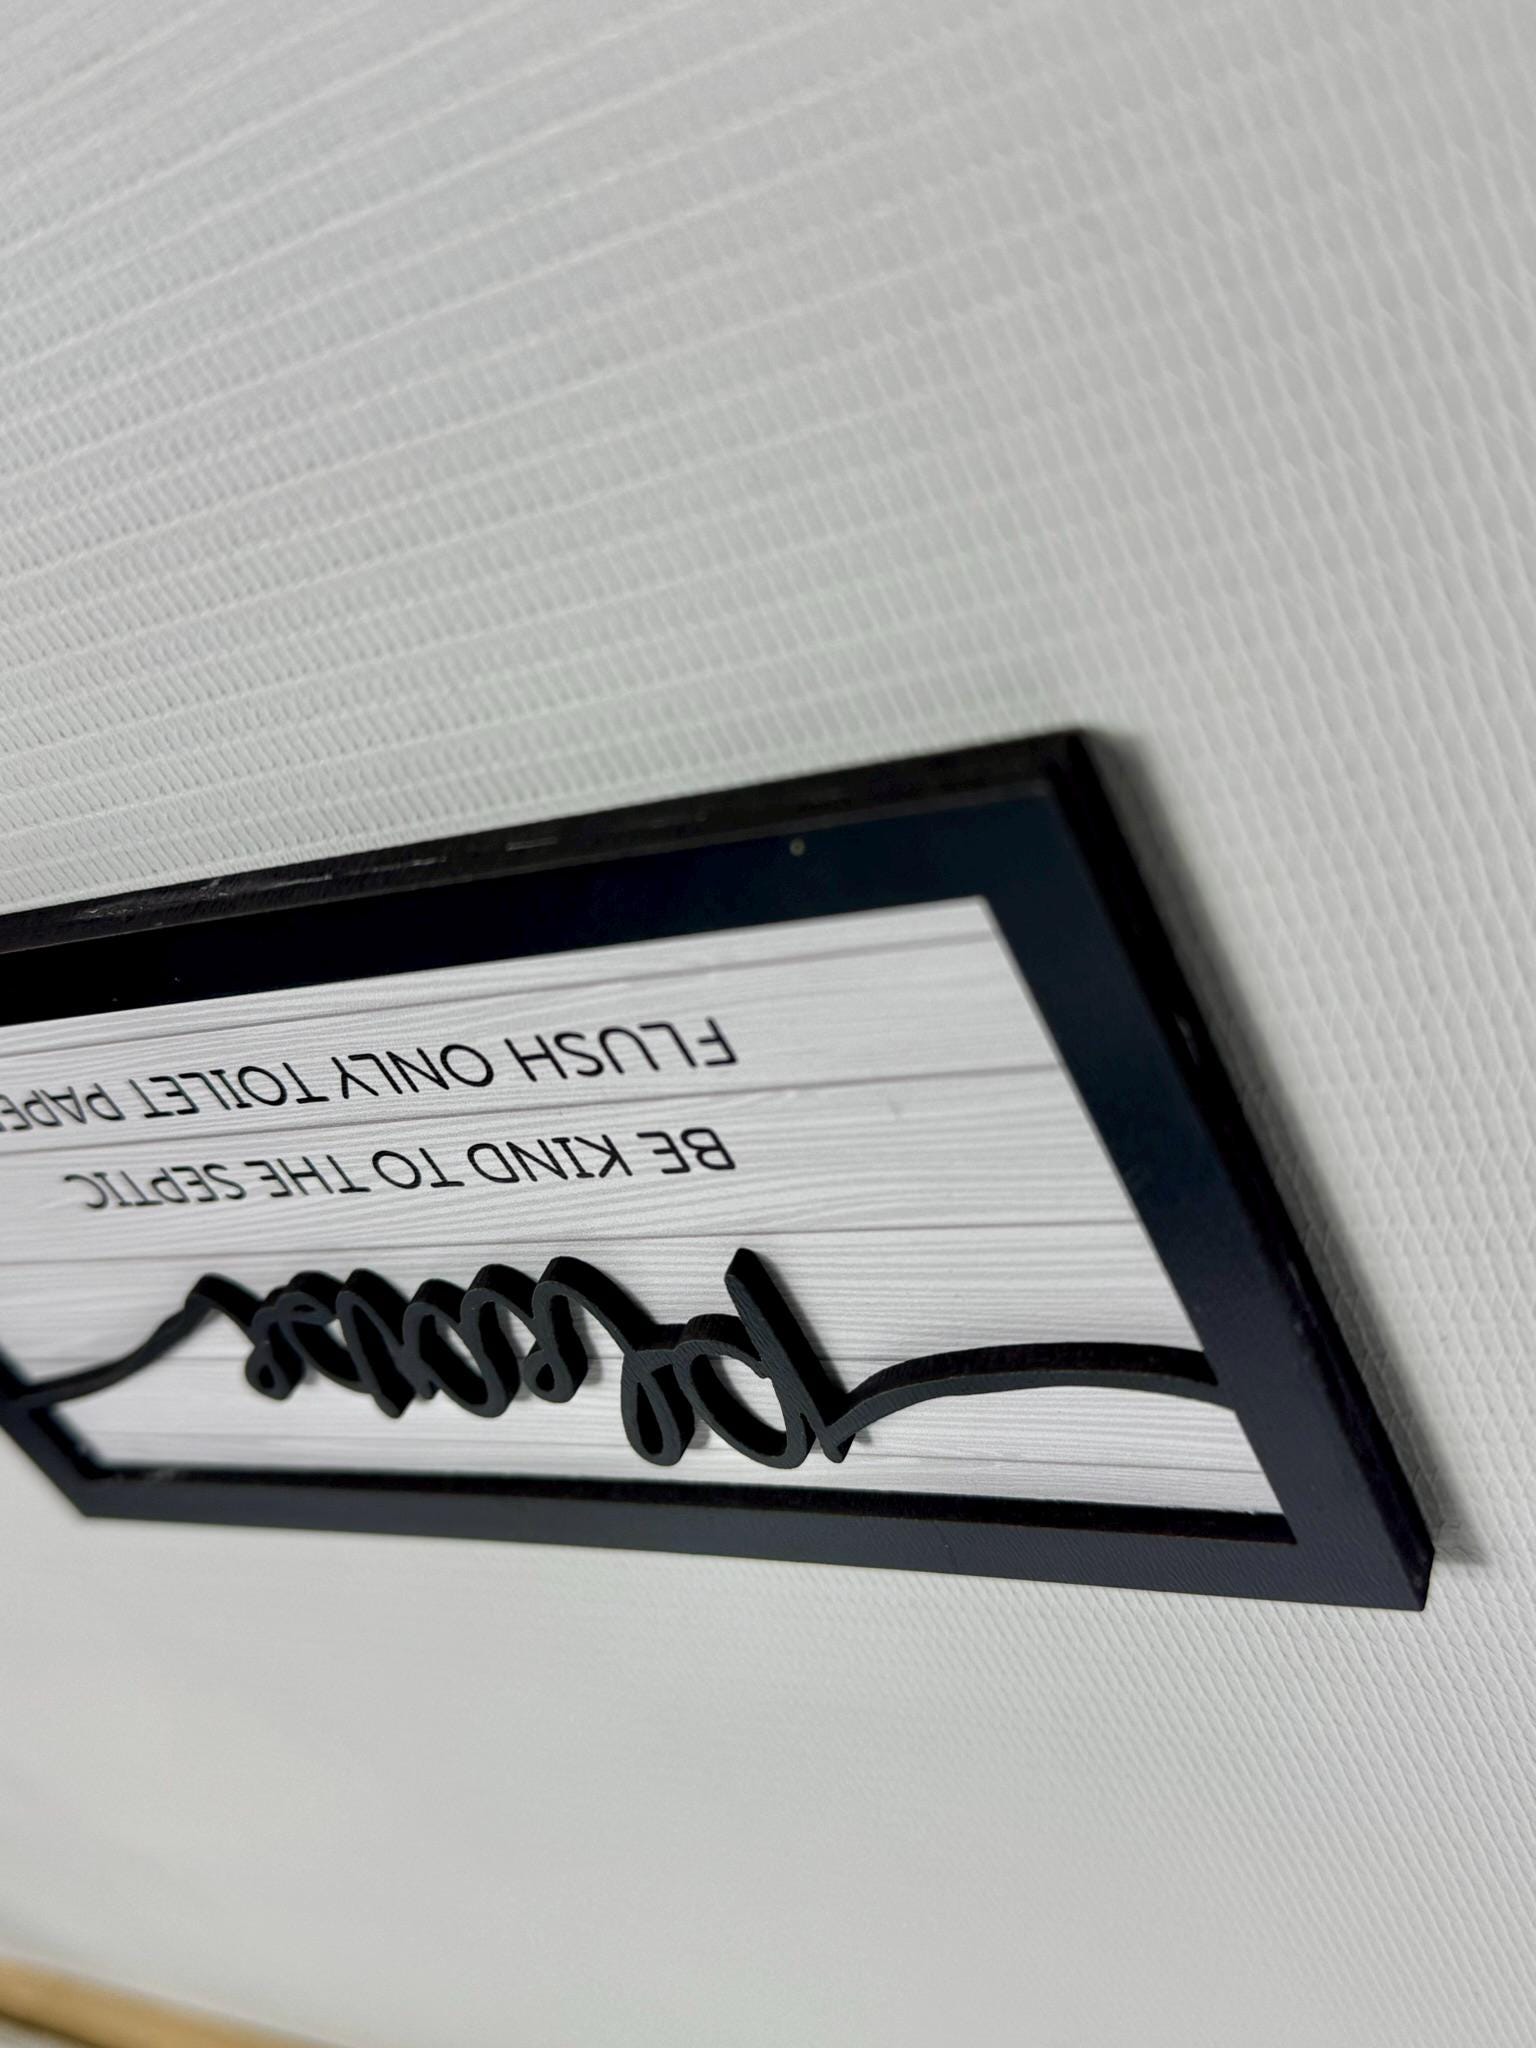 please
BE KIND TO THE SEPTIC
FLUSH ONLY TOILET PAPE